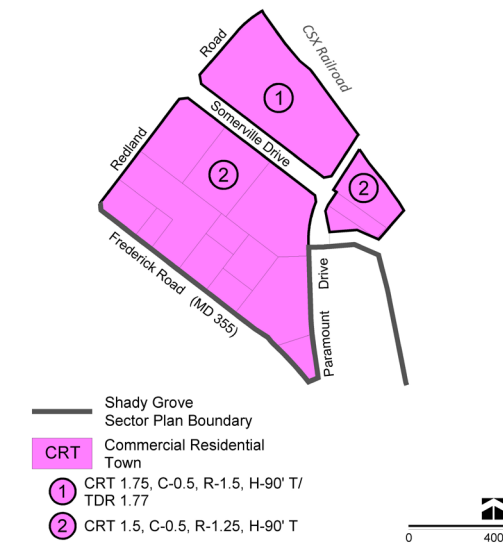 Road
CSX Railroad
1
Somerville Drive
Redland
2
2
Frederick Road (MD 355)
Drive
Paramount
Shady Grove
Sector Plan Boundary
CRT
Commercial Residential
Town
1
CRT 1.75, C-0.5, R-1.5, H-90' T/
TDR 1.77
2
CRT 1.5, C-0.5, R-1.25, H-90' T
0
400